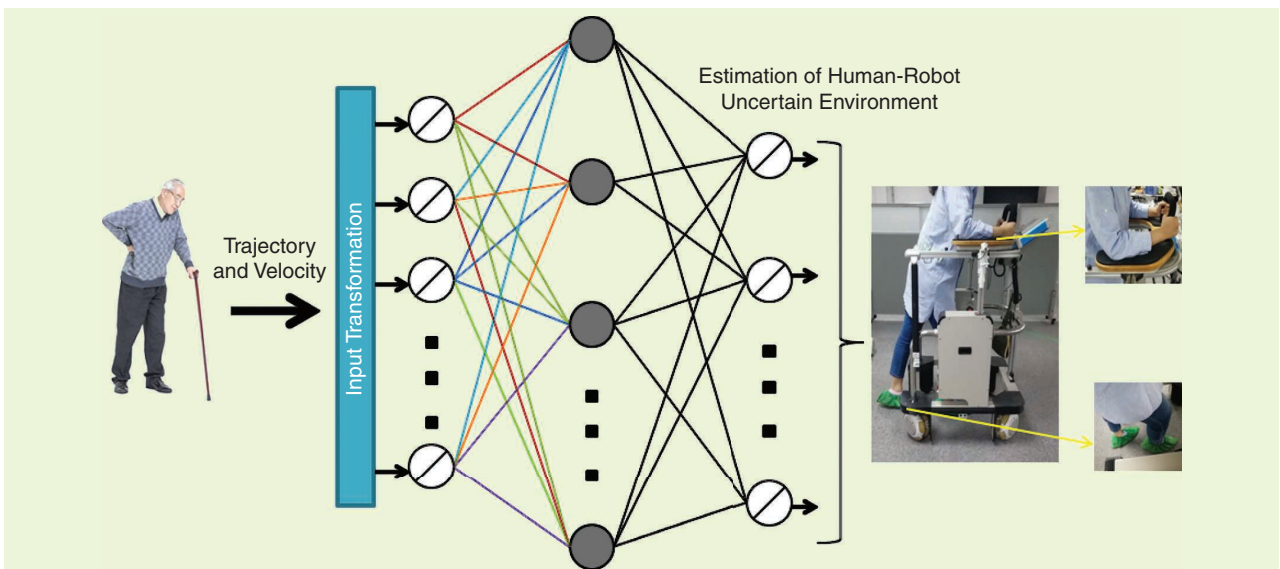 Estimation of Human-Robot
Uncertain Environment
Trajectory
and Velocity
Input Transformation